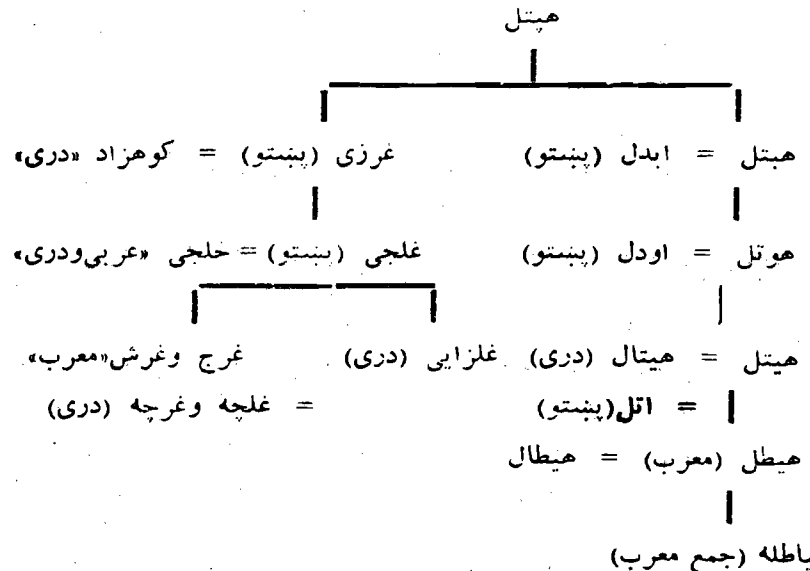 هپتل
هبتل = ابدل (پښتو) غرزی (پښتو) = کوهزاد «دری»
هوتل = اودل (پښتو) غلجی (پښتو) = خلجی «عربی‌ودری»
هیتل = هیتال (دری) غلزایی (دری) غرج وغرش«معرب»
= اتل(پښتو) = غلچه وغرچه (دری)
هیطل (معرب) = هیطال
(جمع معرب)